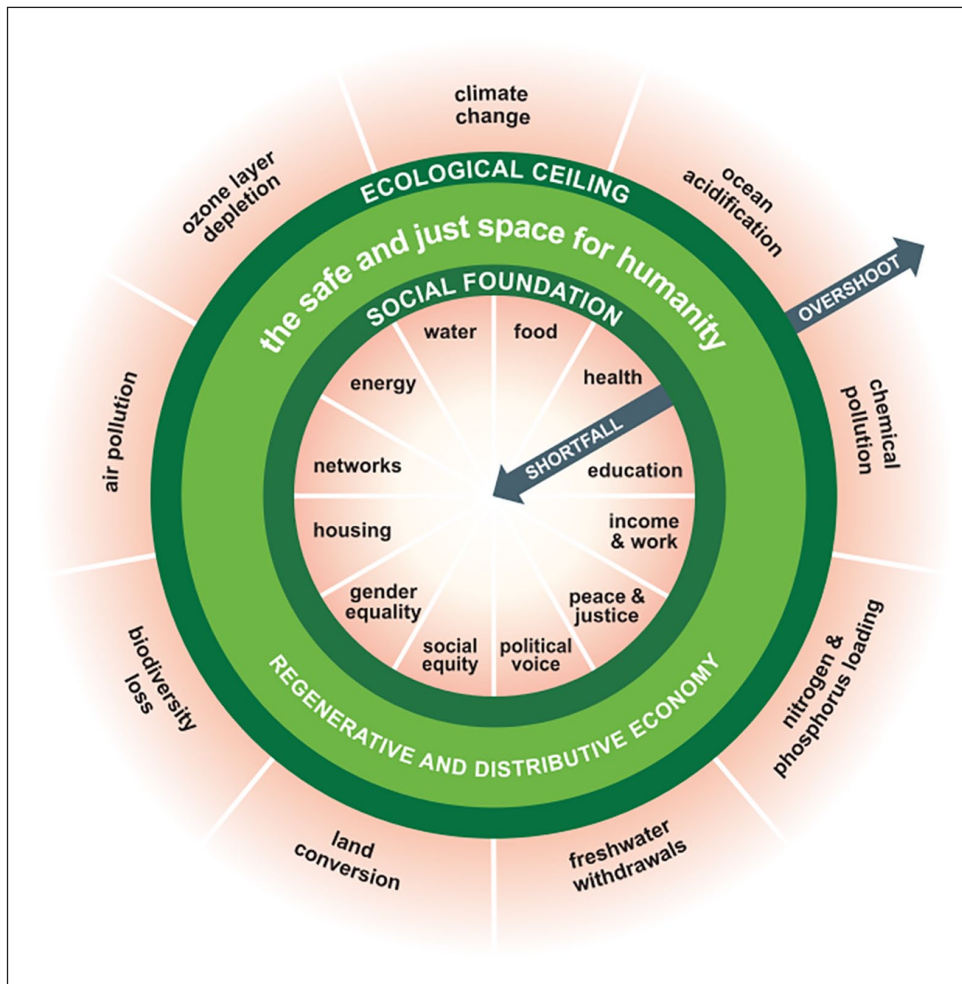 climate
change
ozone layer
depletion
ocean
acidification
ECOLOGICAL CEILING
the safe and just space for humanity
OVERSHOOT
SOCIAL FOUNDATION
water
food
energy
health
SHORTFALL
networks
education
housing
income
& work
gender
equality
peace &
justice
social
equity
political
voice
air pollution
chemical
pollution
REGENERATIVE AND DISTRIBUTIVE ECONOMY
biodiversity
loss
nitrogen &
phosphorus loading
land
conversion
freshwater
withdrawals